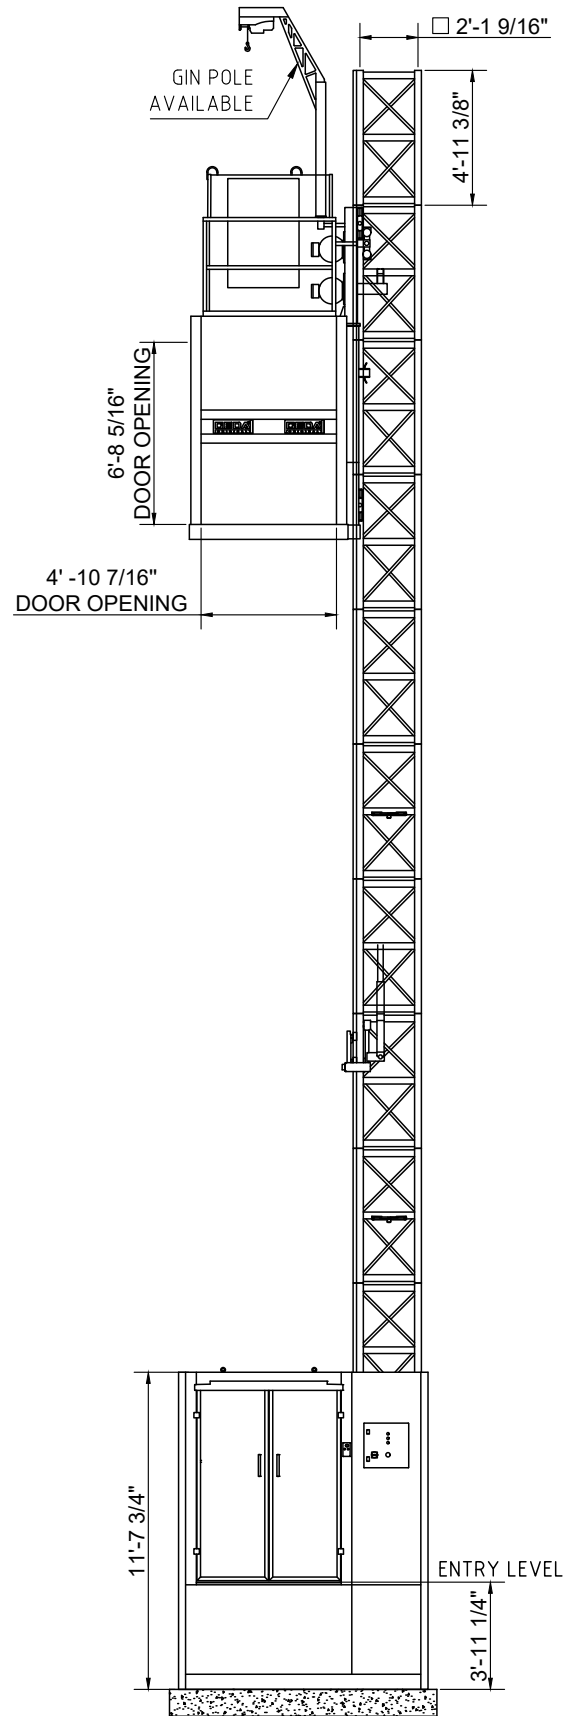 □ 2'-1 9/16"
GIN POLE
AVAILABLE
4'-11 3/8"
6'-8 5/16"
DOOR OPENING
4' -10 7/16"
DOOR OPENING
11'-7 3/4"
ENTRY LEVEL
3'-11 1/4"